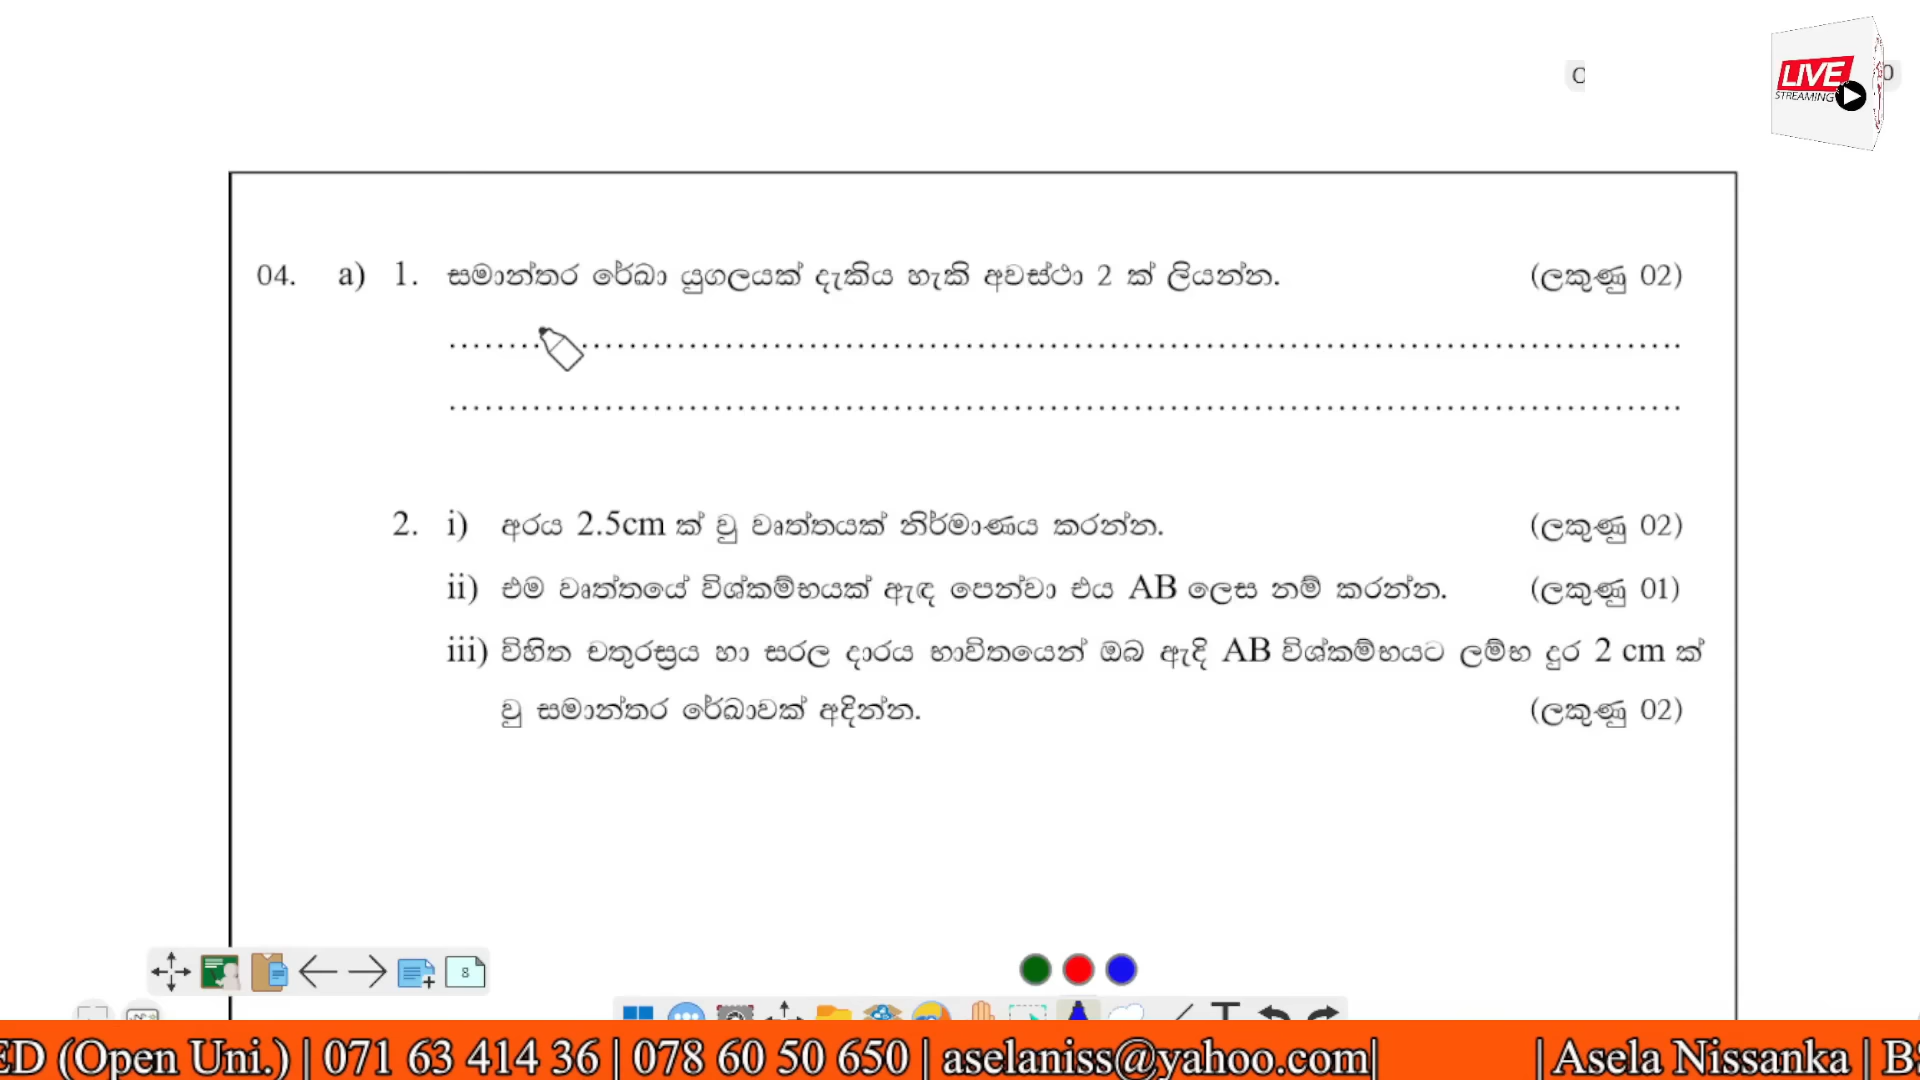 LIVE
STREAMING
04. a) 1. සමාන්තර රේඛා යුගලයක් දැකිය හැකි අවස්ථා 2 ක් ලියන්න. (ලකුණු 02)
2. i) අරය 2.5cm ක් වු වෘත්තයක් නිර්මාණය කරන්න. (ලකුණු 02)
ii) එම වෘත්තයේ විශ්කම්භයක් ඇඳ පෙන්වා එය AB ලෙස නම් කරන්න. (ලකුණු 01)
iii) විහිත චතුරස්‍රය හා සරල දාරය භාවිතයෙන් ඔබ ඇදි AB විශ්කම්භයට ලම්භ දුර 2 cm ක්
වු සමාන්තර රේඛාවක් අදින්න. (ලකුණු 02)
8
ED (Open Uni.) | 071 63 414 36 | 078 60 50 650 | aselaniss@yahoo.com| | Asela Nissanka |